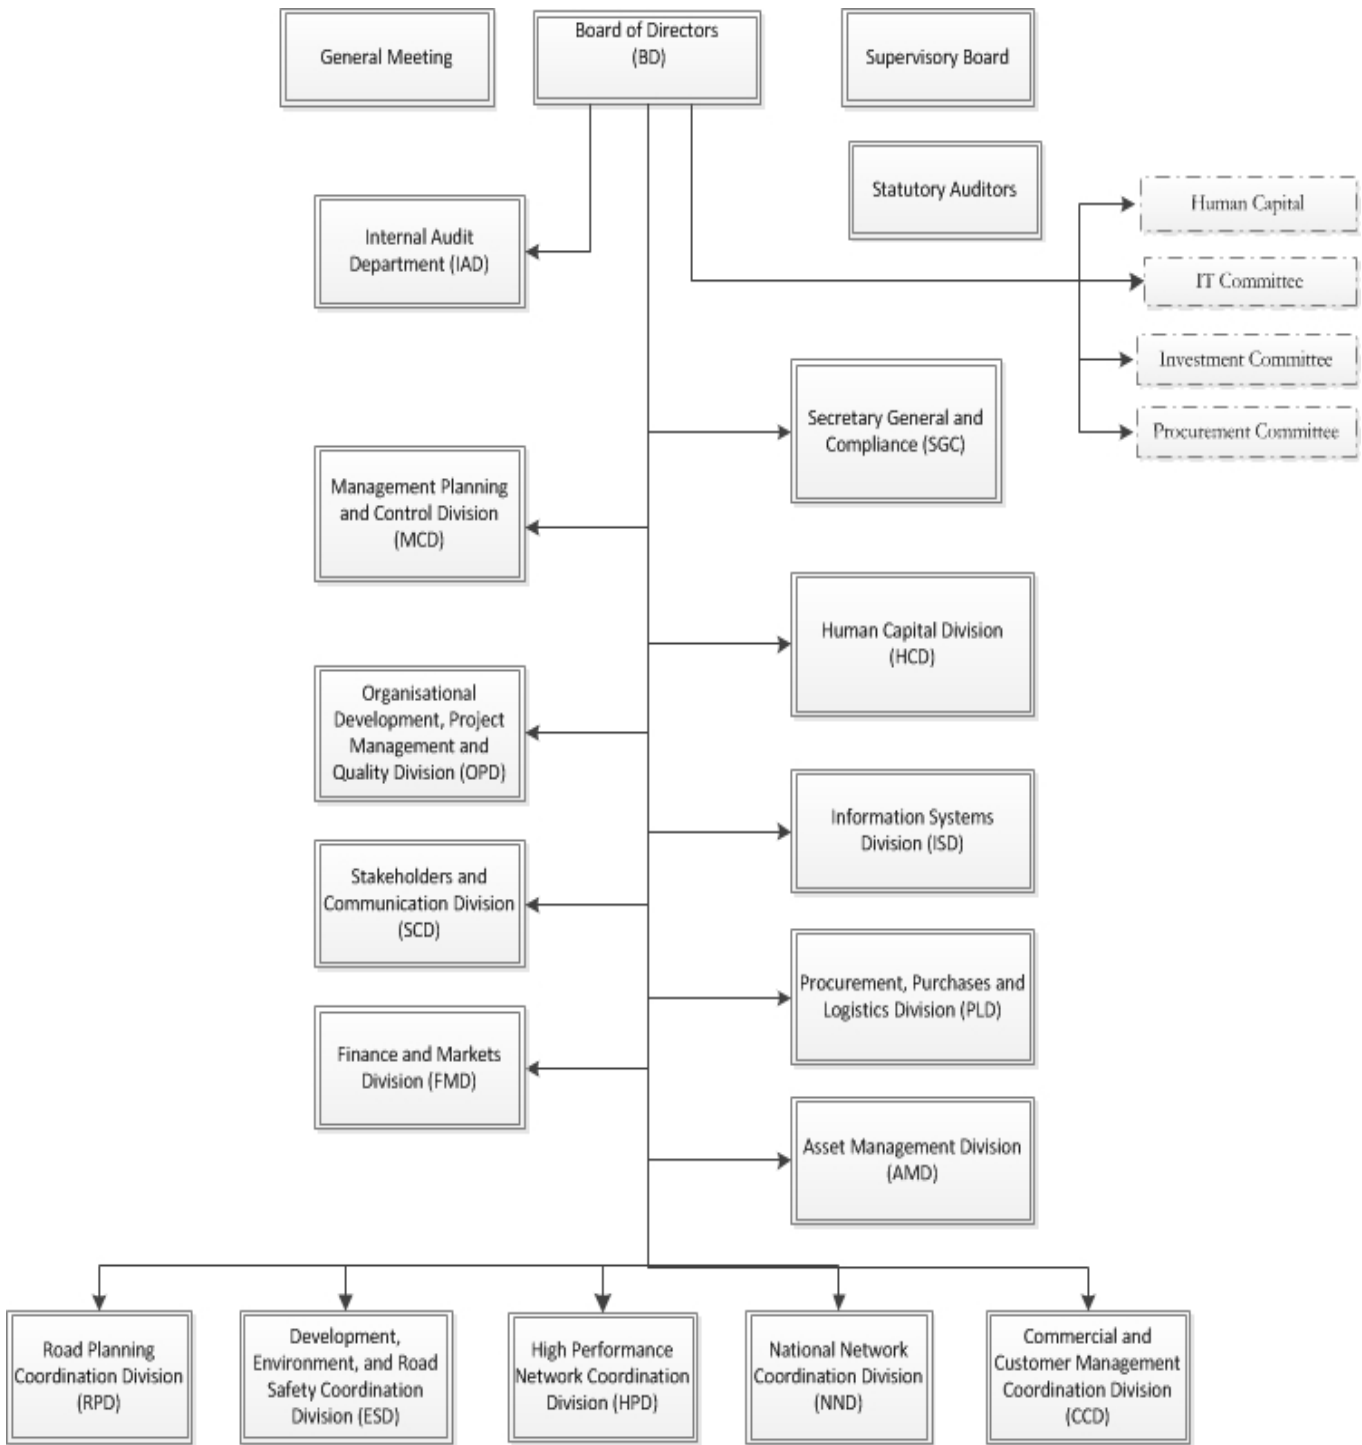 General Meeting
Board of Directors
(BD)
Supervisory Board
Statutory Auditors
Human Capital
IT Committee
Investment Committee
Procurement Committee
Internal Audit
Department (IAD)
Secretary General and
Compliance (SGC)
Management Planning
and Control Division
(MCD)
Human Capital Division
(HCD)
Organisational
Development, Project
Management and
Quality Division (OPD)
Information Systems
Division (ISD)
Stakeholders and
Communication Division
(SCD)
Procurement, Purchases and
Logistics Division (PLD)
Finance and Markets
Division (FMD)
Asset Management Division
(AMD)
Road Planning
Coordination Division
(RPD)
Development,
Environment, and Road
Safety Coordination
Division (ESD)
High Performance
Network Coordination
Division (HPD)
National Network
Coordination Division
(NND)
Commercial and
Customer Management
Coordination Division
(CCD)